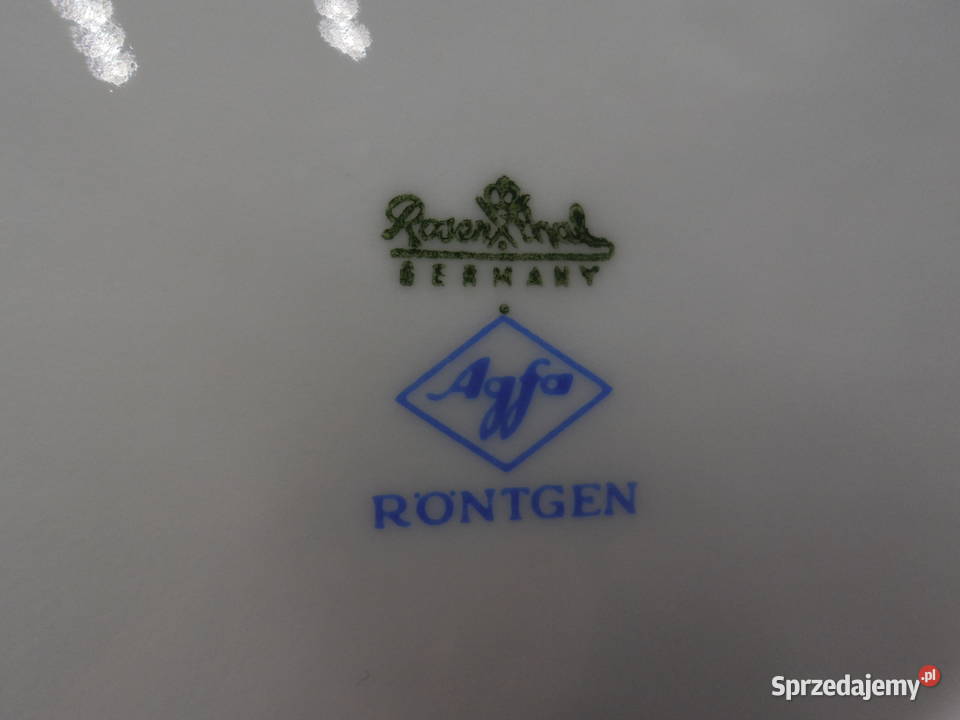 Rosenthal
GERMANY
Agfa
RÖNTGEN
Sprzedajemy.pl